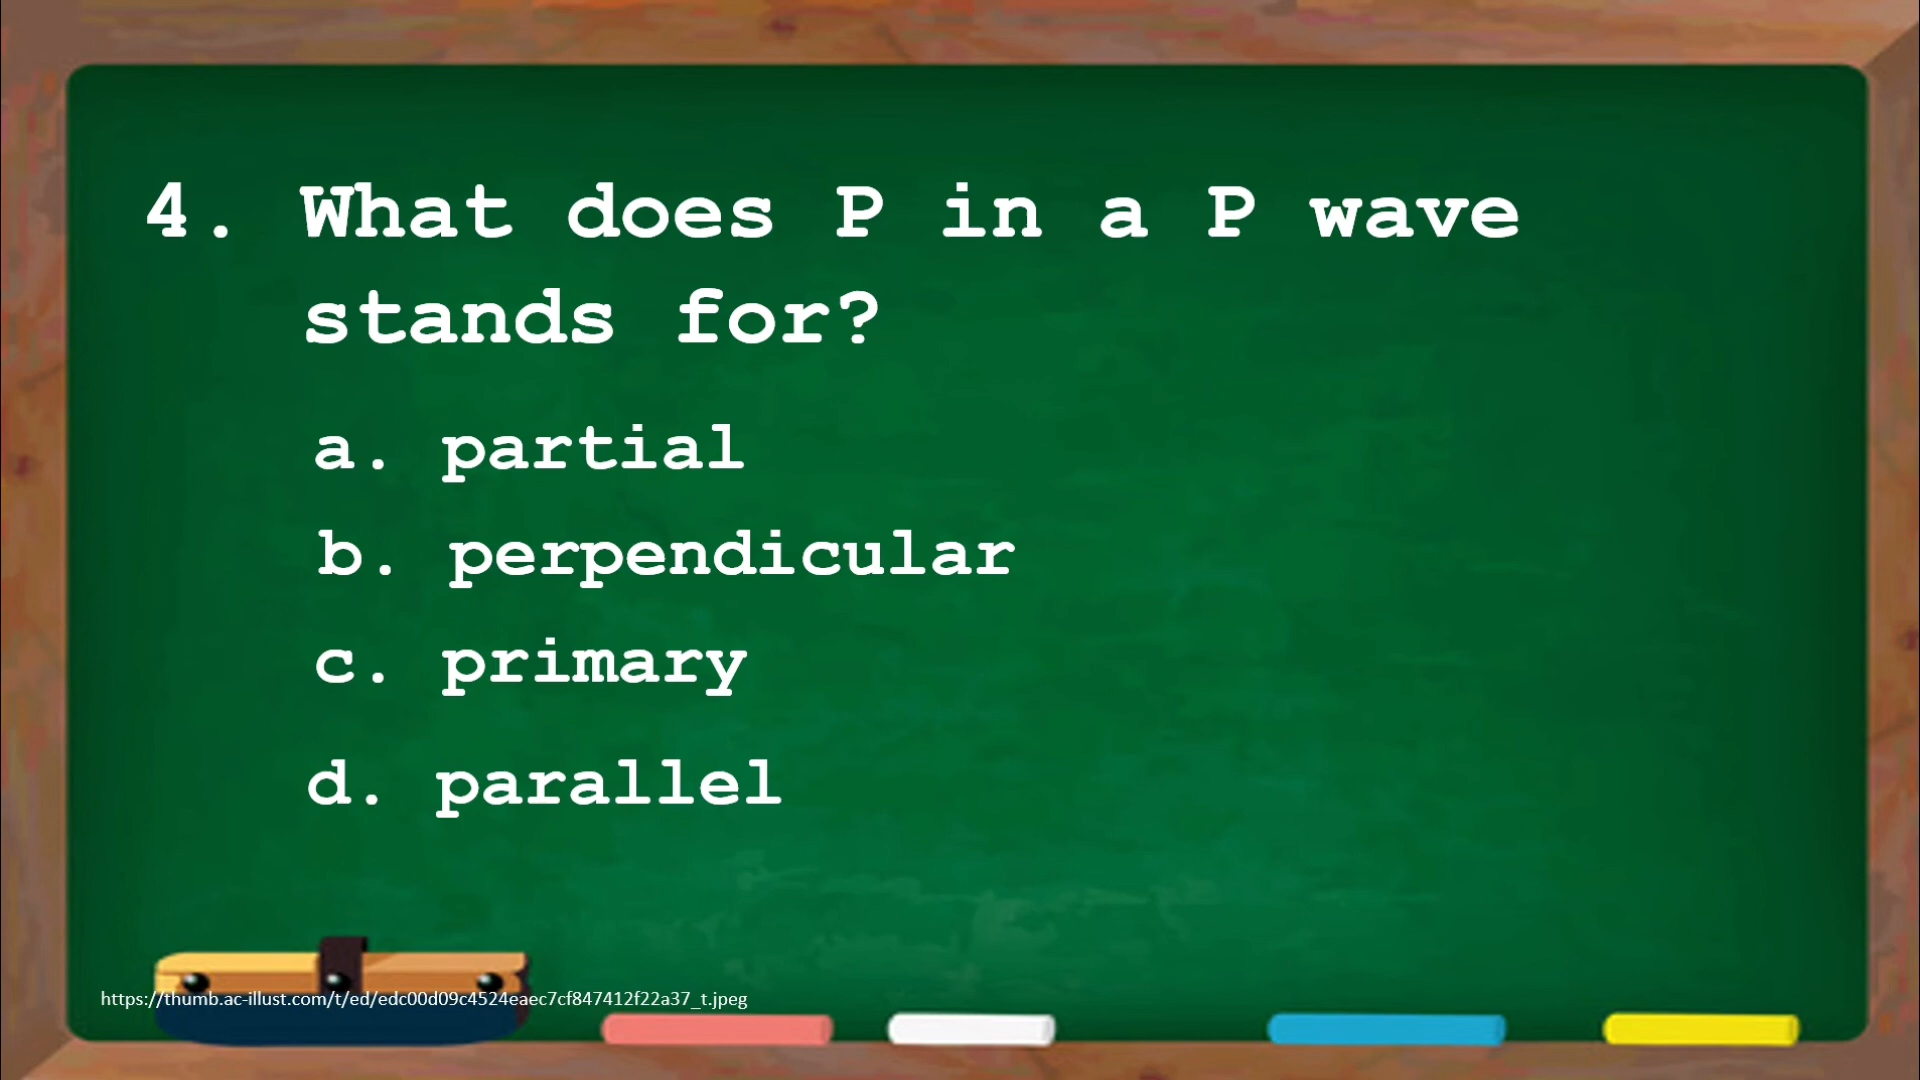 4. What does P in a P wave
stands for?
a. partial
b. perpendicular
c. primary
d. parallel
https://thumb.ac-illust.com/t/ed/edc00d09c4524eaec7cf847412f22a37_t.jpeg